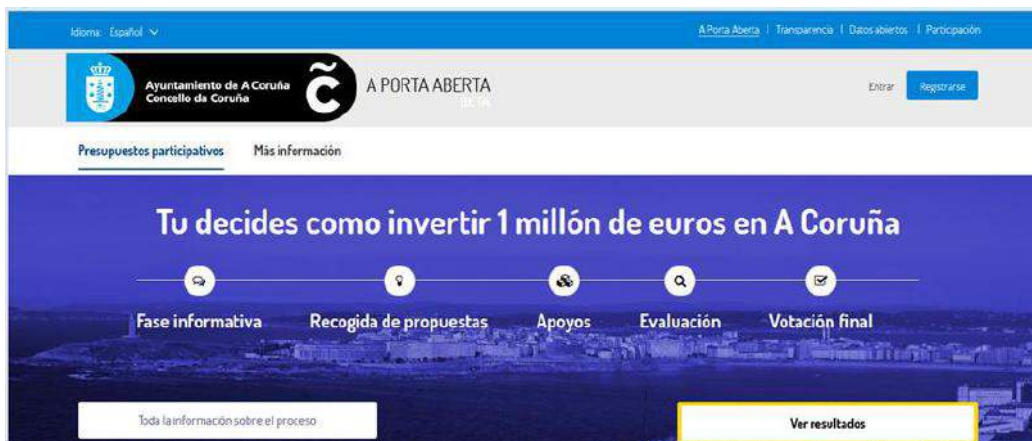 Idioma: Español
A Porta Aberta | Transparencia | Datos abiertos | Participación
Ayuntamiento de A Coruña
Concello da Coruña
A PORTA ABERTA
BETA
Entrar
Registrarse
Presupuestos participativos
Más información
Tu decides como invertir 1 millón de euros en A Coruña
Fase informativa
Recogida de propuestas
Apoyos
Evaluación
Votación final
Toda la información sobre el proceso
Ver resultados